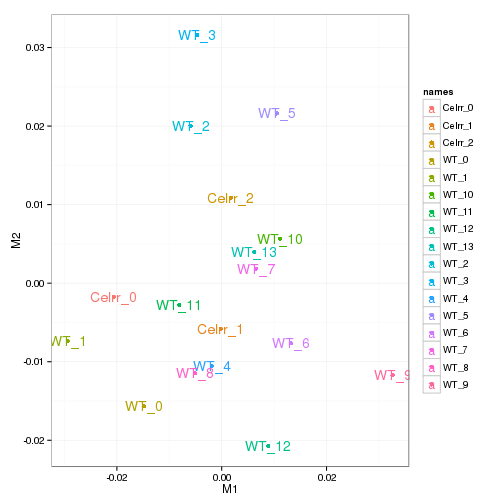 0.03
0.02
0.01
0.00
-0.01
-0.02
M2
WT_3
WT_5
WT_2
Celrr_2
WT_10
WT_13
WT_7
Celrr_0
WT_11
Celrr_1
WT_1
WT_6
WT_4
WT_8
WT_9
WT_0
WT_12
-0.02
0.00
0.02
M1
names
a Celrr_0
a Celrr_1
a Celrr_2
a WT_0
a WT_1
a WT_10
a WT_11
a WT_12
a WT_13
a WT_2
a WT_3
a WT_4
a WT_5
a WT_6
a WT_7
a WT_8
a WT_9